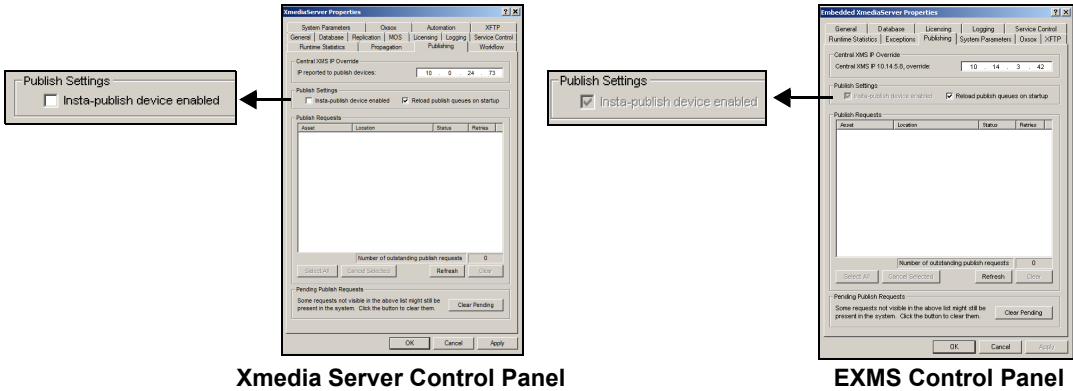 Publish Settings
Insta-publish device enabled
XmediaServer Properties
System Parameters Oxsox Automation XFTP
General Database Replication MOS Licensing Logging Service Control
Runtime Statistics Propagation Publishing Workflow
Central XMS IP Override
IP reported to publish devices: 10 . 0 . 24 . 73
Publish Settings
Insta-publish device enabled Reload publish queues on startup
Publish Requests
Asset Location Status Retries
Number of outstanding publish requests 0
Select All Cancel Selected Refresh Clear
Pending Publish Requests
Some requests not visible in the above list might still be
present in the system. Click the button to clear them.
Clear Pending
OK Cancel Apply
Xmedia Server Control Panel
Publish Settings
Insta-publish device enabled
Embedded XmediaServer Properties
General Database Licensing Logging Service Control
Runtime Statistics Exceptions Publishing System Parameters Oxsox XFTP
Central XMS IP Override
Central XMS IP 10.14.5.8, override: 10 . 14 . 3 . 42
Publish Settings
Insta-publish device enabled Reload publish queues on startup
Publish Requests
Asset Location Status Retries
Number of outstanding publish requests 0
Select All Cancel Selected Refresh Clear
Pending Publish Requests
Some requests not visible in the above list might still be
present in the system. Click the button to clear them.
Clear Pending
OK Cancel Apply
EXMS Control Panel